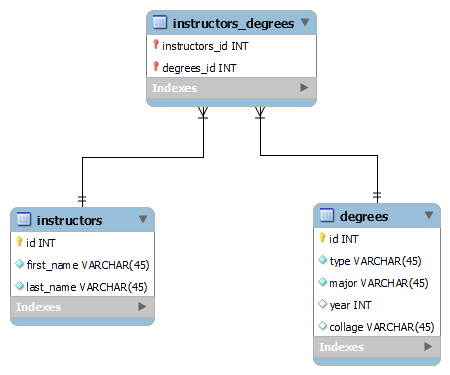 instructors_degrees
instructors_id INT
degrees_id INT
Indexes
instructors
id INT
first_name VARCHAR(45)
last_name VARCHAR(45)
Indexes
degrees
id INT
type VARCHAR(45)
major VARCHAR(45)
year INT
collage VARCHAR(45)
Indexes